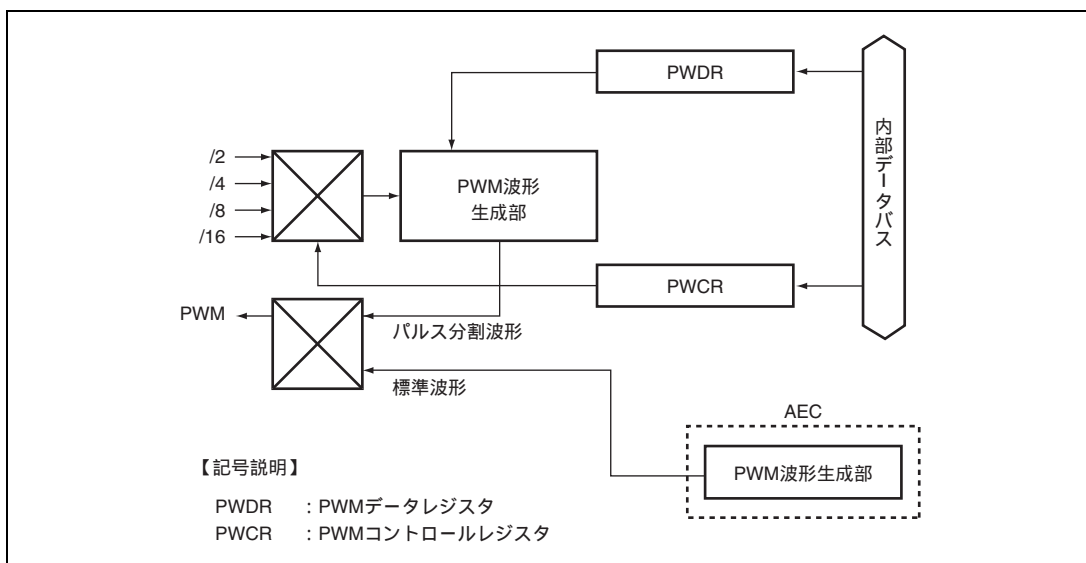 PWDR
内部データバス
/2
/4
/8
/16
PWM波形
生成部
PWCR
PWM
パルス分割波形
標準波形
AEC
PWM波形生成部
【記号説明】
PWDR :PWMデータレジスタ
PWCR :PWMコントロールレジスタ